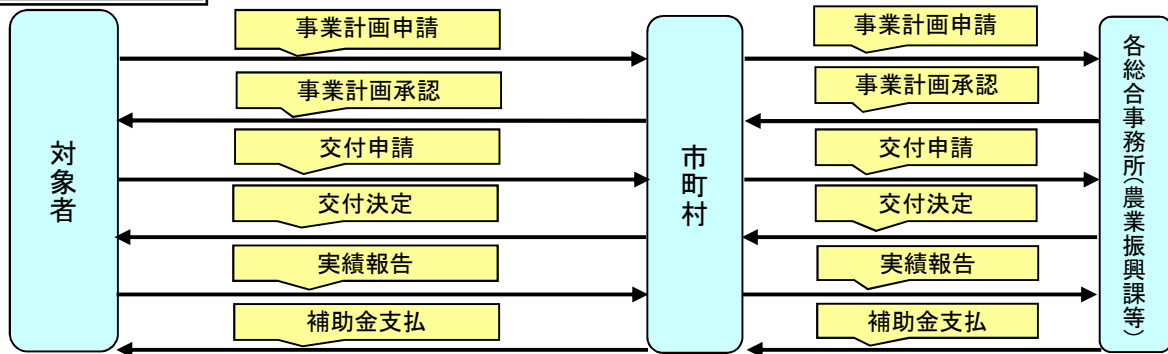 事業計画申請
事業計画申請
事業計画承認
事業計画承認
交付申請
交付申請
交付決定
交付決定
実績報告
実績報告
補助金支払
補助金支払
対象者
市町村
各総合事務所(農業振興課等)